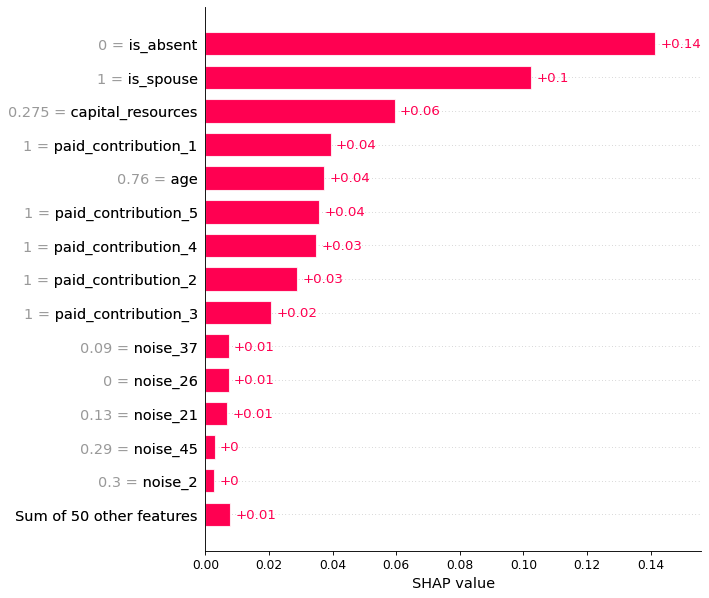 0 = is_absent +0.14
1 = is_spouse +0.1
0.275 = capital_resources +0.06
1 = paid_contribution_1 +0.04
0.76 = age +0.04
1 = paid_contribution_5 +0.04
1 = paid_contribution_4 +0.03
1 = paid_contribution_2 +0.03
1 = paid_contribution_3 +0.02
0.09 = noise_37 +0.01
0 = noise_26 +0.01
0.13 = noise_21 +0.01
0.29 = noise_45 +0
0.3 = noise_2 +0
Sum of 50 other features +0.01
0.00 0.02 0.04 0.06 0.08 0.10 0.12 0.14
SHAP value